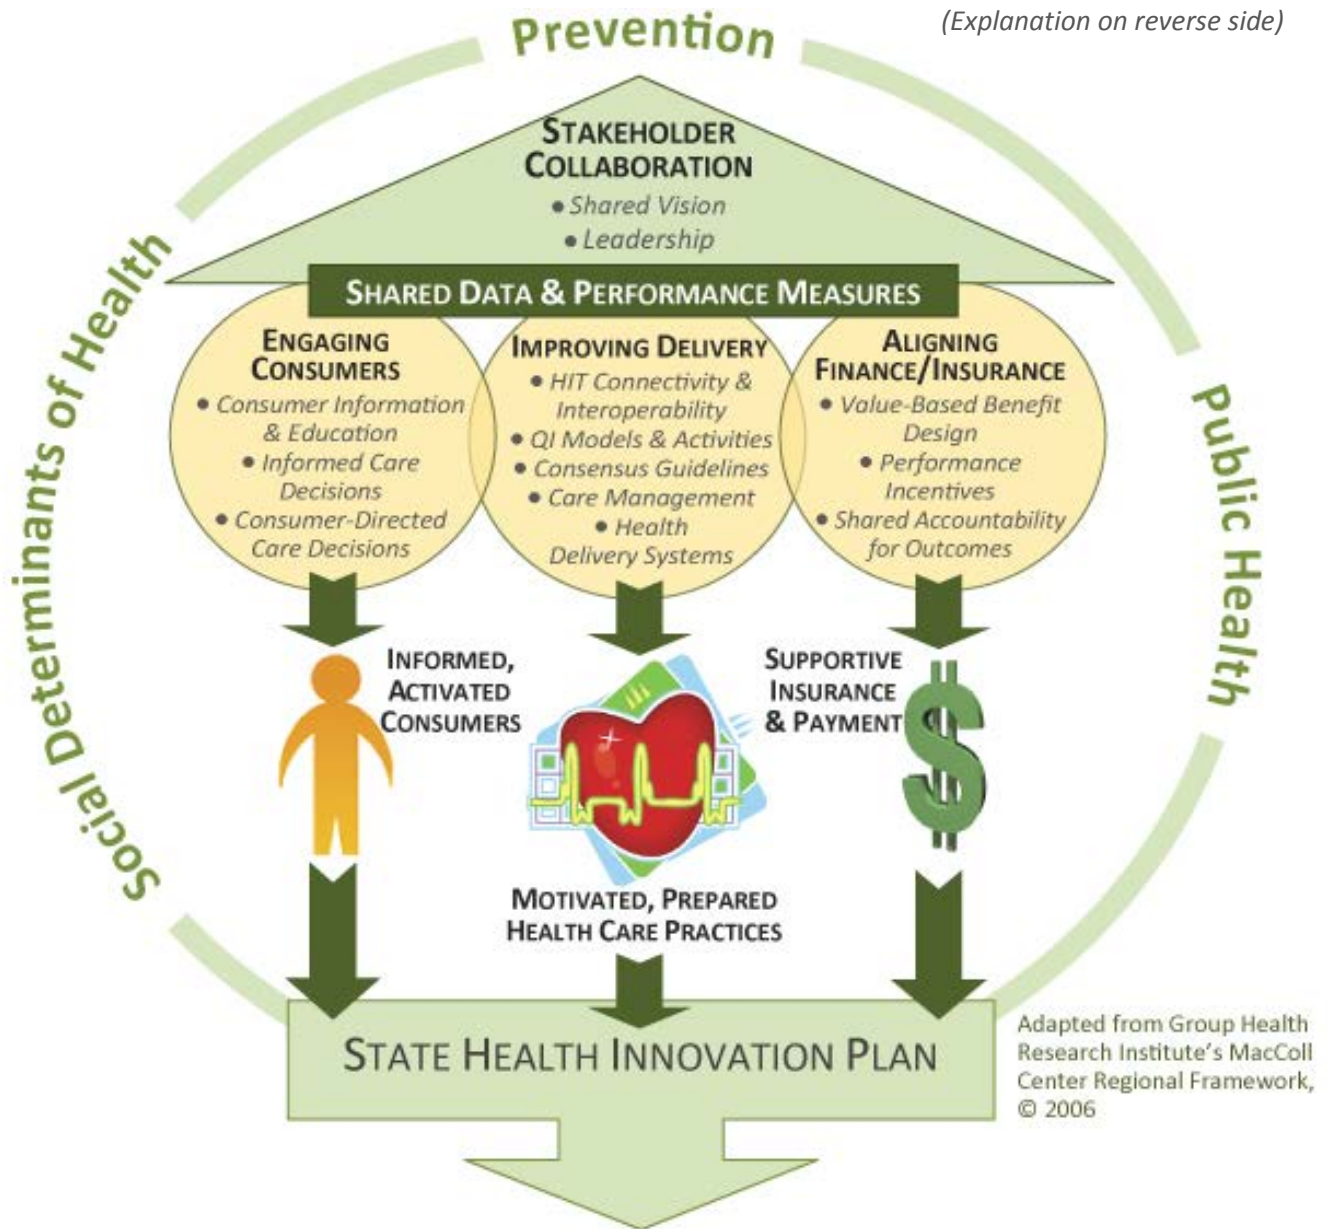 (Explanation on reverse side)
Prevention
Social Determinants of Health
Public Health
STAKEHOLDER
COLLABORATION
• Shared Vision
• Leadership
SHARED DATA & PERFORMANCE MEASURES
ENGAGING
CONSUMERS
• Consumer Information
& Education
• Informed Care
Decisions
• Consumer-Directed
Care Decisions
IMPROVING DELIVERY
• HIT Connectivity &
Interoperability
• QI Models & Activities
• Consensus Guidelines
• Care Management
• Health
Delivery Systems
ALIGNING
FINANCE/INSURANCE
• Value-Based Benefit
Design
• Performance
Incentives
• Shared Accountability
for Outcomes
INFORMED,
ACTIVATED
CONSUMERS
SUPPORTIVE
INSURANCE
& PAYMENT
$
MOTIVATED, PREPARED
HEALTH CARE PRACTICES
STATE HEALTH INNOVATION PLAN
Adapted from Group Health
Research Institute's MacColl
Center Regional Framework,
© 2006